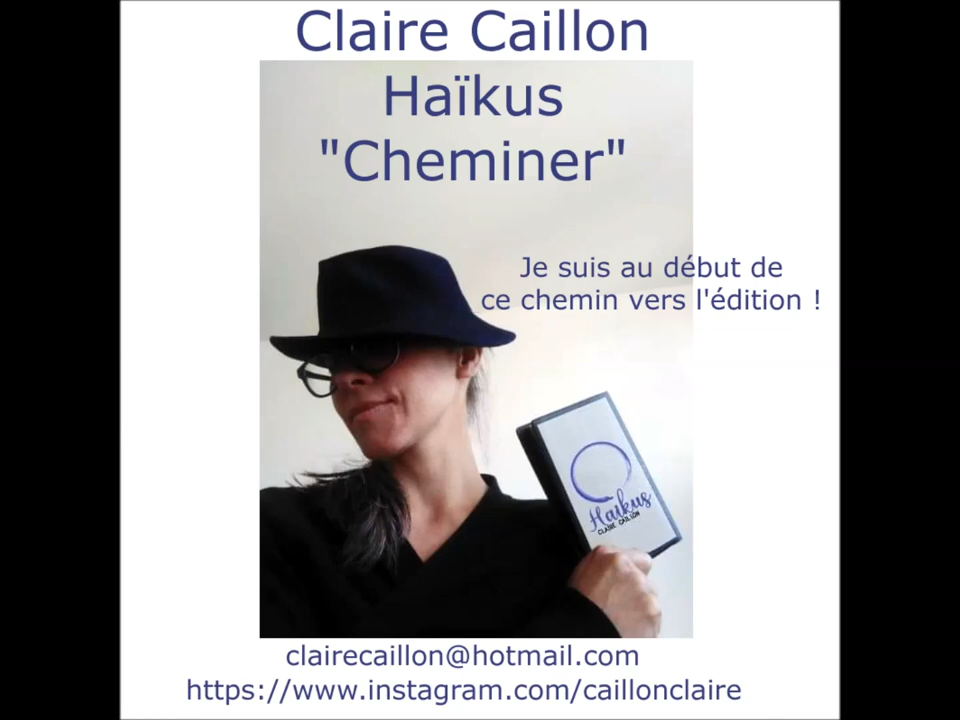 Claire Caillon
Haïkus
"Cheminer"
Je suis au début de
ce chemin vers l'édition !
Haikus
CLAIRE CAILLON
clairecaillon@hotmail.com
https://www.instagram.com/caillonclaire